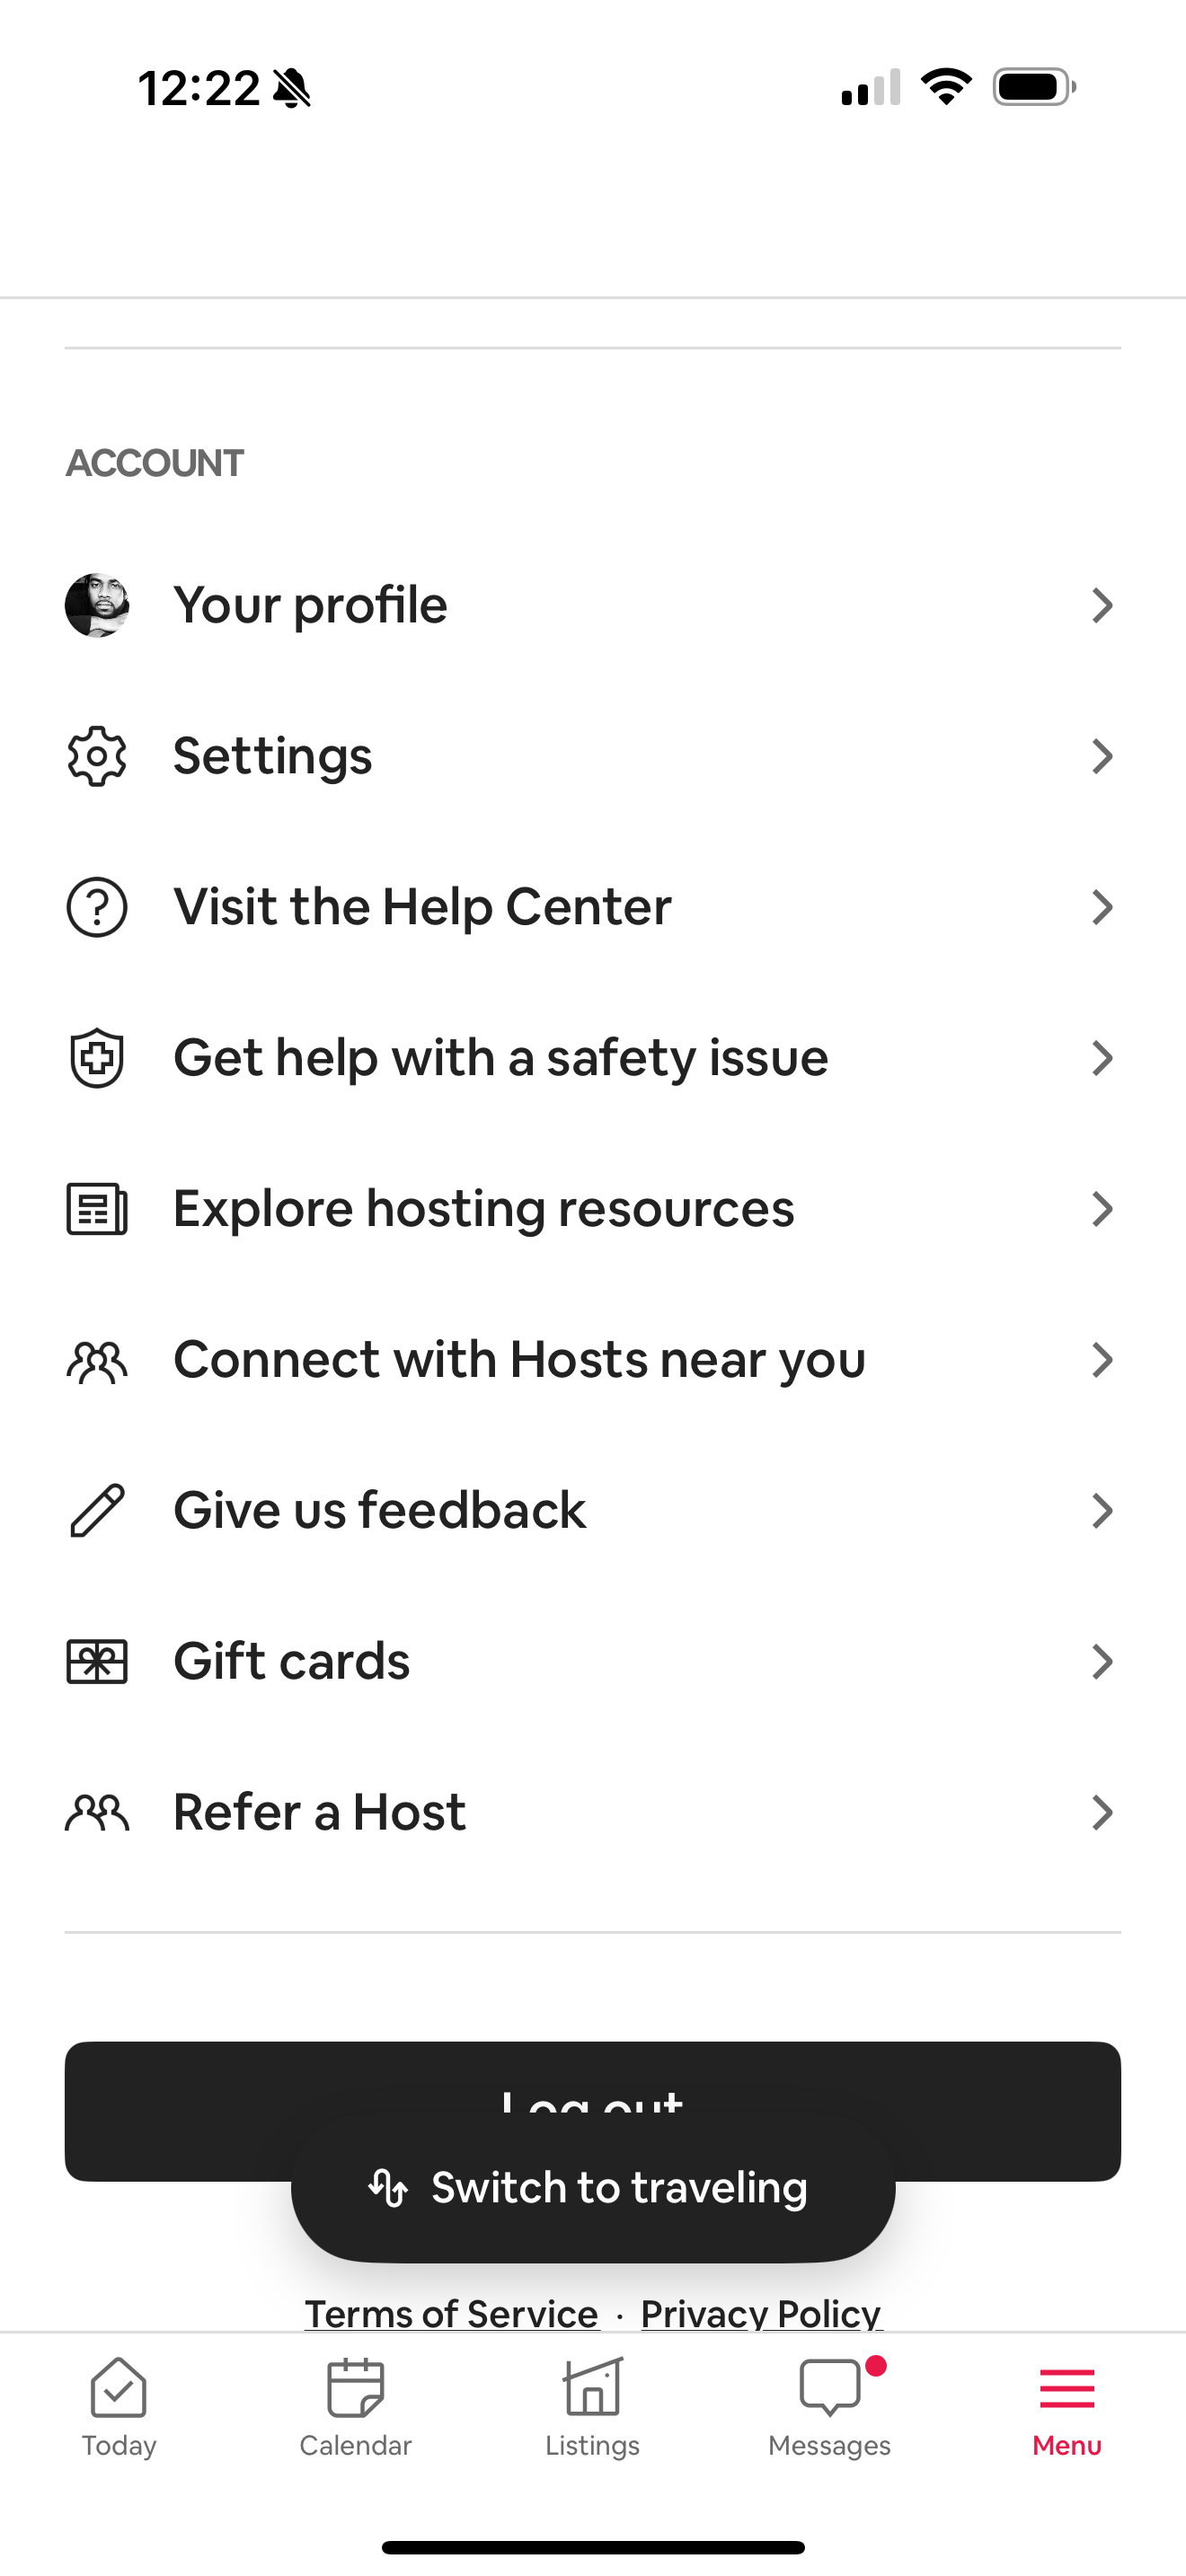 12:22
ACCOUNT
Your profile
Settings
Visit the Help Center
Get help with a safety issue
Explore hosting resources
Connect with Hosts near you
Give us feedback
Gift cards
Refer a Host
Log out
Switch to traveling
Terms of Service · Privacy Policy
Today Calendar Listings Messages Menu